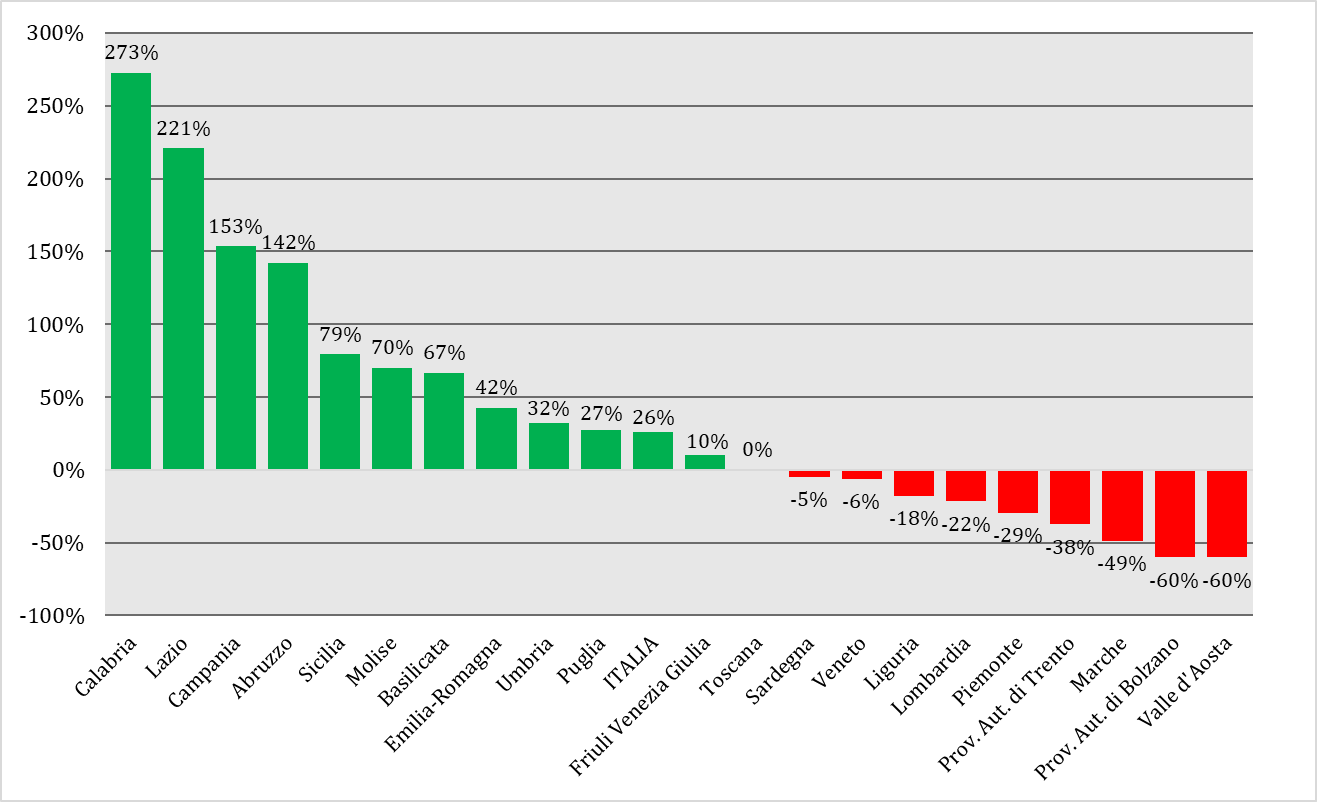 300%
250%
200%
150%
100%
50%
0%
-50%
-100%
273%
221%
153%
142%
79%
70%
67%
42%
32%
27%
26%
10%
0%
-5%
-6%
-18%
-22%
-29%
-38%
-49%
-60%
-60%
Calabria
Lazio
Campania
Abruzzo
Sicilia
Molise
Basilicata
Emilia-Romagna
Umbria
Puglia
ITALIA
Friuli Venezia Giulia
Toscana
Sardegna
Veneto
Liguria
Lombardia
Piemonte
Prov. Aut. di Trento
Marche
Prov. Aut. di Bolzano
Valle d'Aosta